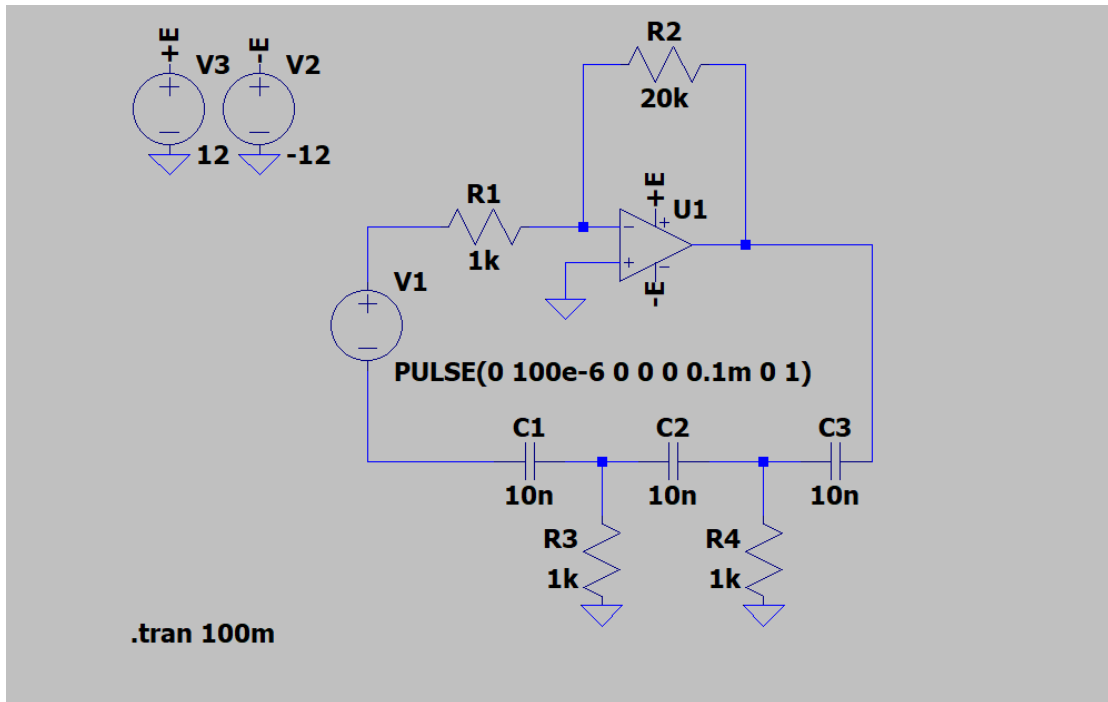 +E
V3
12
-E
V2
-12
R2
20k
R1
1k
+E
U1
-E
V1
PULSE(0 100e-6 0 0 0 0.1m 0 1)
C1
10n
C2
10n
C3
10n
R3
1k
R4
1k
.tran 100m